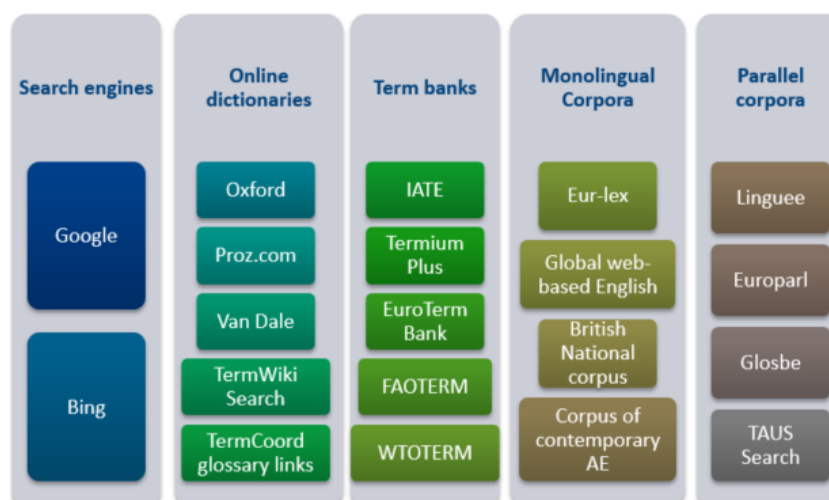 Search engines
Google
Bing
Online
dictionaries
Oxford
Proz.com
Van Dale
TermWiki
Search
TermCoord
glossary links
Term banks
IATE
Termium
Plus
EuroTerm
Bank
FAOTERM
WTOTERM
Monolingual
Corpora
Eur-lex
Global web-
based English
British
National
corpus
Corpus of
contemporary
AE
Parallel
corpora
Linguee
Europarl
Glosbe
TAUS
Search